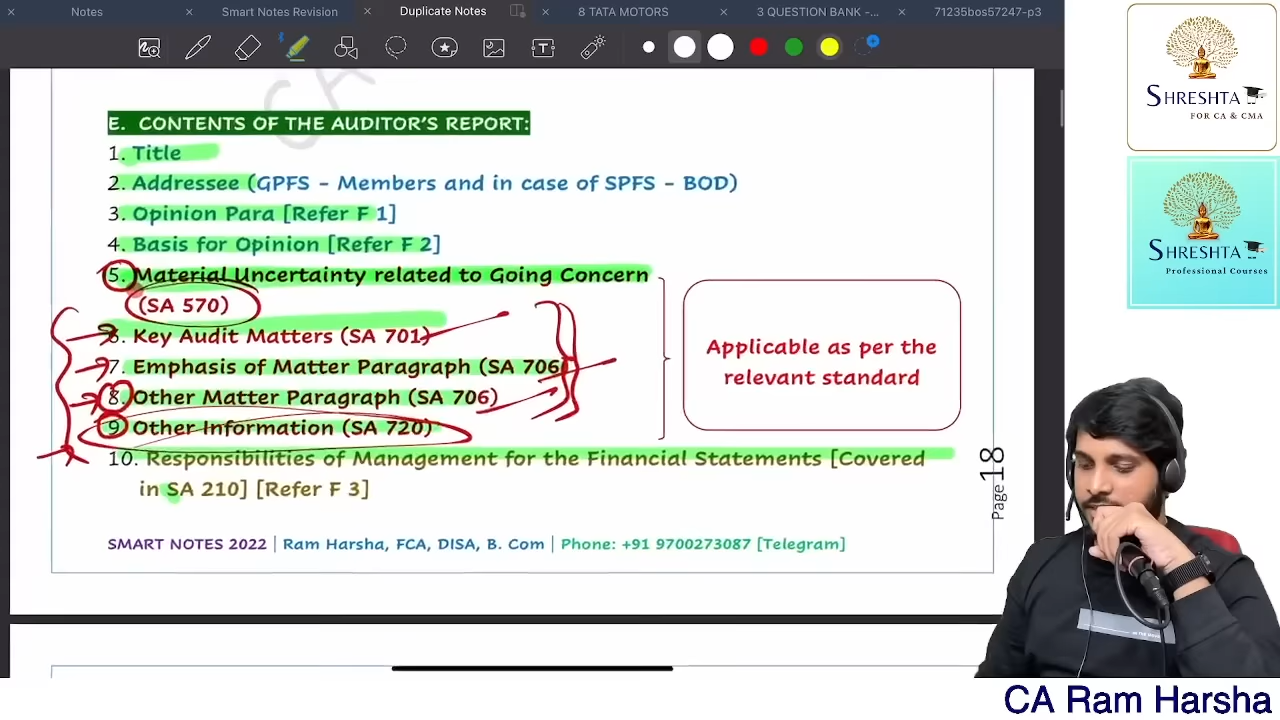 Notes
Smart Notes Revision
Duplicate Notes
8 TATA MOTORS
3 QUESTION BANK -...
71235bos57247-p3
CA
E. CONTENTS OF THE AUDITOR'S REPORT:
1. Title
2. Addressee (GPFS - Members and in case of SPFS - BOD)
3. Opinion Para [Refer F 1]
4. Basis for Opinion [Refer F 2]
5. Material Uncertainty related to Going Concern
(SA 570)
6. Key Audit Matters (SA 701)
7. Emphasis of Matter Paragraph (SA 706)
8. Other Matter Paragraph (SA 706)
9. Other Information (SA 720)
10. Responsibilities of Management for the Financial Statements [Covered
in SA 210] [Refer F 3]
Applicable as per the
relevant standard
Page 18
SMART NOTES 2022 | Ram Harsha, FCA, DISA, B. Com | Phone: +91 9700273087 [Telegram]
SHRESHTA
FOR CA & CMA
SHRESHTA
Professional Courses
CA Ram Harsha